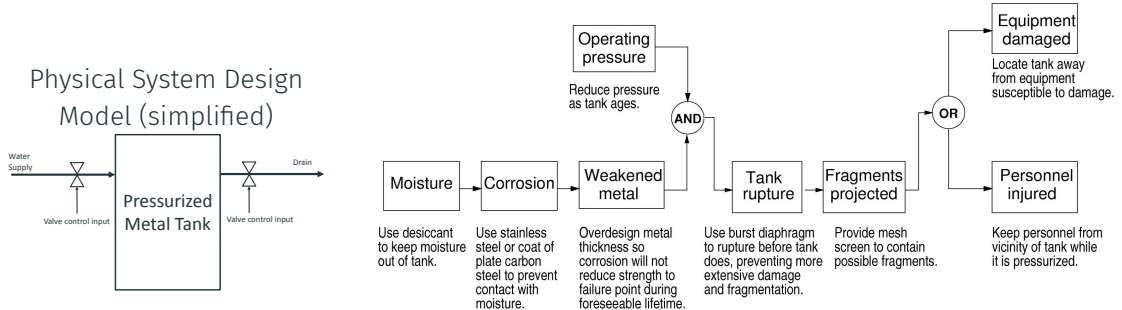 Physical System Design
Model (simplified)
Water
Supply
Drain
Valve control input
Valve control input
Pressurized
Metal Tank
Operating
pressure
Reduce pressure
as tank ages.
AND
Moisture
Use desiccant
to keep moisture
out of tank.
Corrosion
Use stainless
steel or coat of
plate carbon
steel to prevent
contact with
moisture.
Weakened
metal
Overdesign metal
thickness so
corrosion will not
reduce strength to
failure point during
foreseeable lifetime.
Tank
rupture
Use burst diaphragm
to rupture before tank
does, preventing more
extensive damage
and fragmentation.
Fragments
projected
Provide mesh
screen to contain
possible fragments.
OR
Equipment
damaged
Locate tank away
from equipment
susceptible to damage.
Personnel
injured
Keep personnel from
vicinity of tank while
it is pressurized.